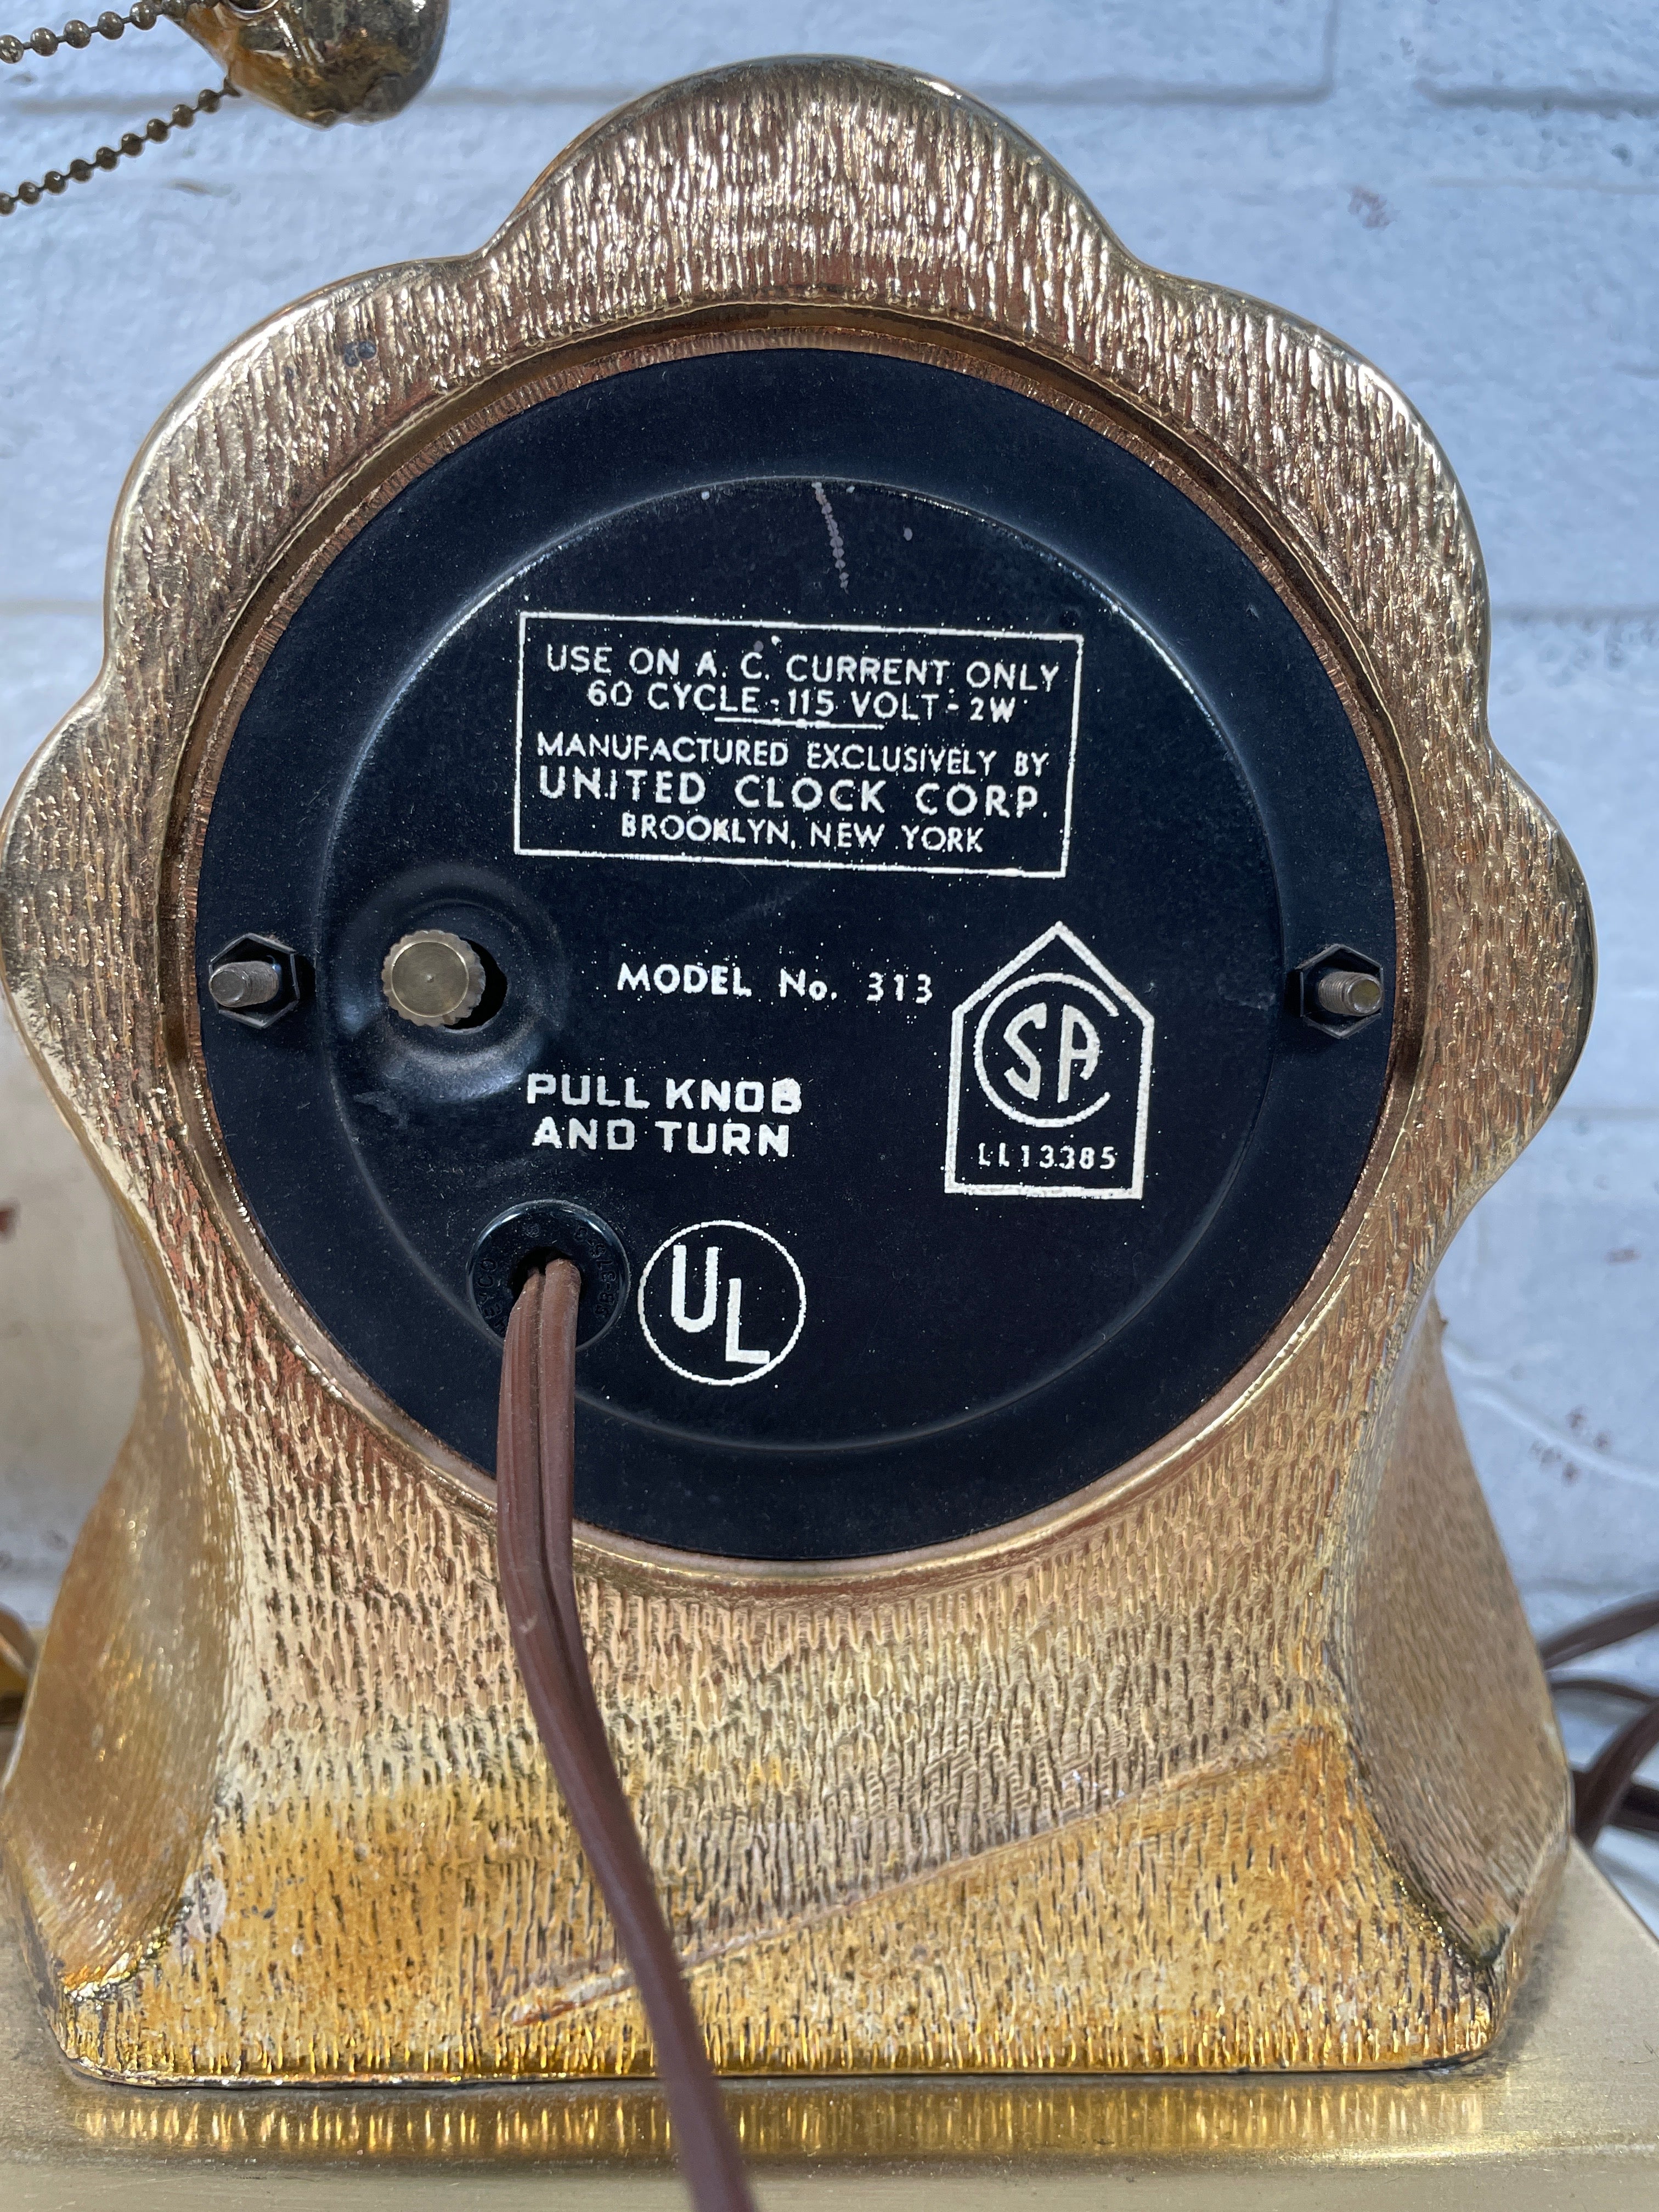 USE ON A. C. CURRENT ONLY
60 CYCLE - 115 VOLT - 2W
MANUFACTURED EXCLUSIVELY BY
UNITED CLOCK CORP.
BROOKLYN, NEW YORK
MODEL No. 313
PULL KNOB
AND TURN
CSA
LL13385
UL